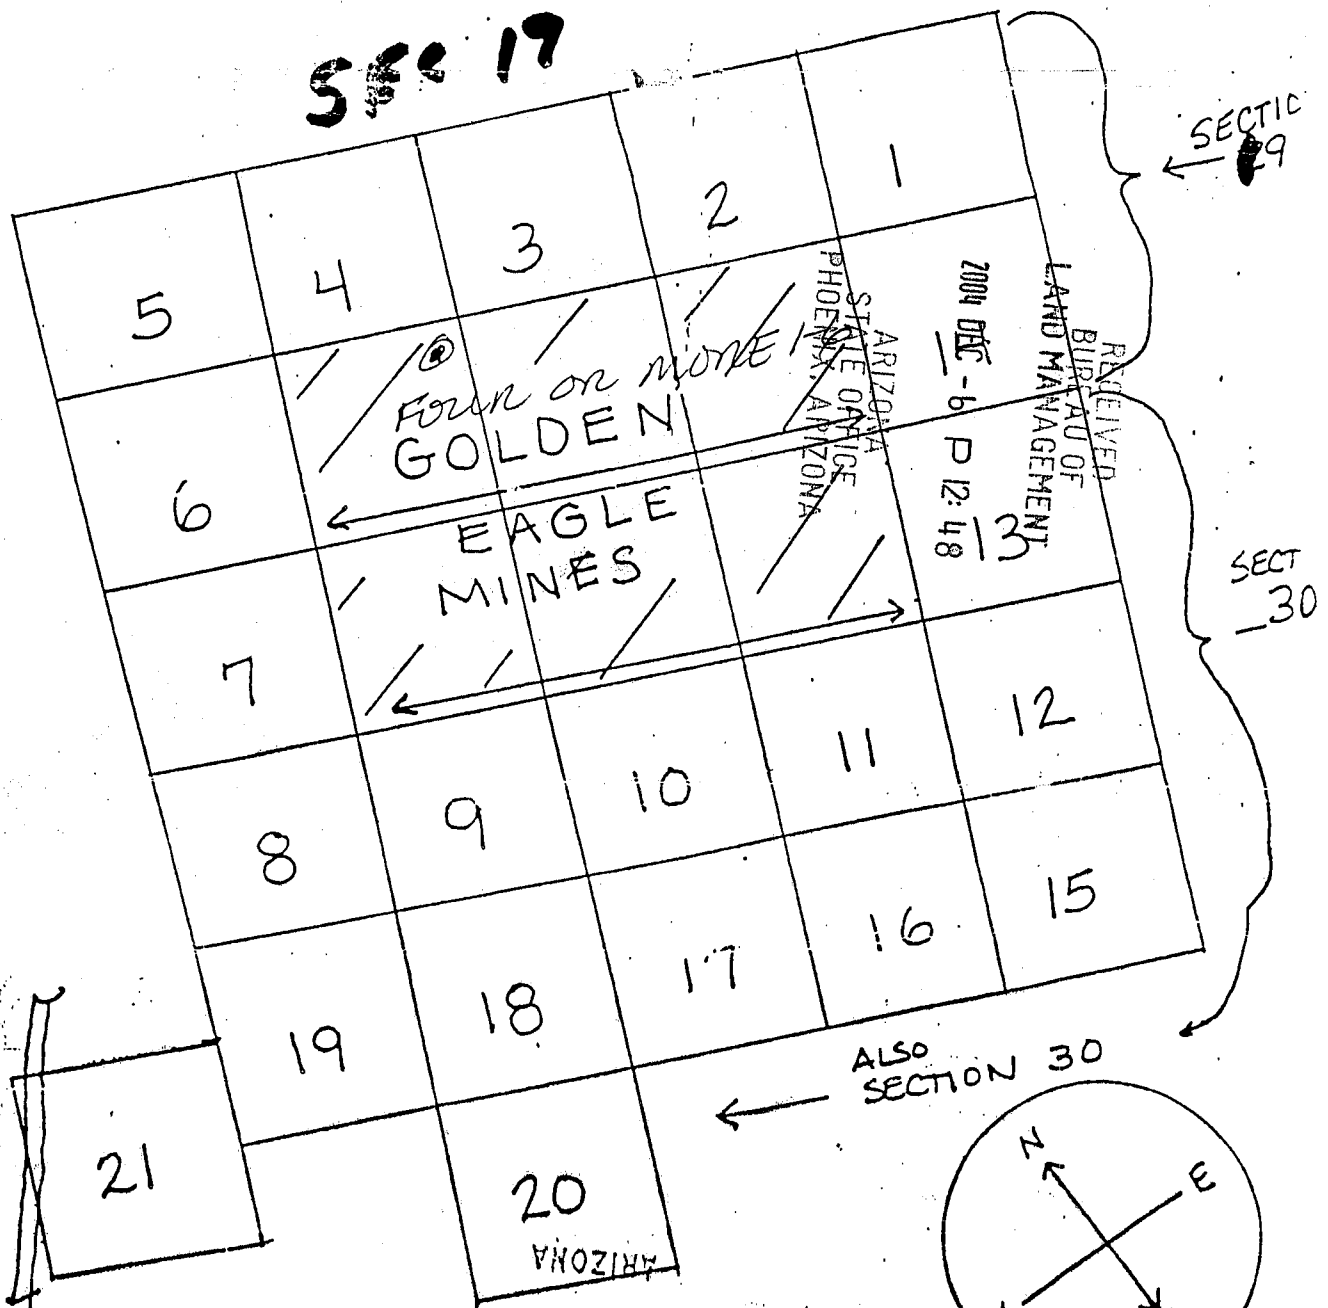 SEC 19
SECTIO
29
1
2
3
4
5
RECEIVED
BUREAU OF
LAND MANAGEMENT
2004 DEC -6 P 12:48
ARIZONA
STATE OFFICE
PHOENIX, ARIZONA
Four or more
GOLDEN
EAGLE
MINES
6
13
SECT
30
7
12
11
10
9
8
15
16
17
18
19
ALSO
SECTION 30
N
E
21
20
ARIZONA